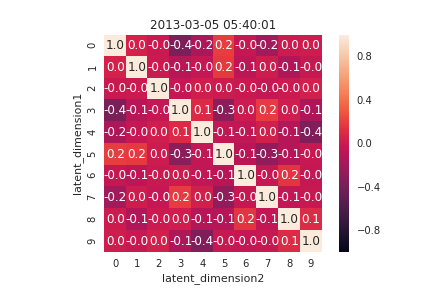 2013-03-05 05:40:01
0 1.0 0.0 -0.0 -0.4 -0.2 0.2 -0.0 -0.2 0.0 0.0
1 0.0 1.0 -0.0 -0.1 -0.0 0.2 -0.1 0.0 -0.1 -0.0
2 -0.0 -0.0 1.0 -0.0 0.0 0.0 -0.0 -0.0 0.0
3 -0.4 -0.1 -0.0 1.0 0.1 -0.3 0.0 0.2 0.0 -0.1
4 -0.2 -0.0 0.0 0.1 1.0 -0.1 -0.1 0.0 -0.1 -0.4
5 0.2 0.2 0.0 -0.3 -0.1 1.0 -0.1 -0.3 -0.1 -0.0
6 -0.0 -0.1 -0.0 0.0 -0.1 -0.1 1.0 -0.0 0.2 -0.0
7 -0.2 0.0 -0.0 0.2 0.0 -0.3 -0.0 1.0 -0.1 -0.0
8 0.0 -0.1 -0.0 0.0 -0.1 -0.1 0.2 -0.1 1.0 0.1
9 0.0 -0.0 0.0 -0.1 -0.4 -0.0 -0.0 -0.0 0.1 1.0
0 1 2 3 4 5 6 7 8 9
latent_dimension2
latent_dimension1
0.8
0.4
0.0
−0.4
−0.8